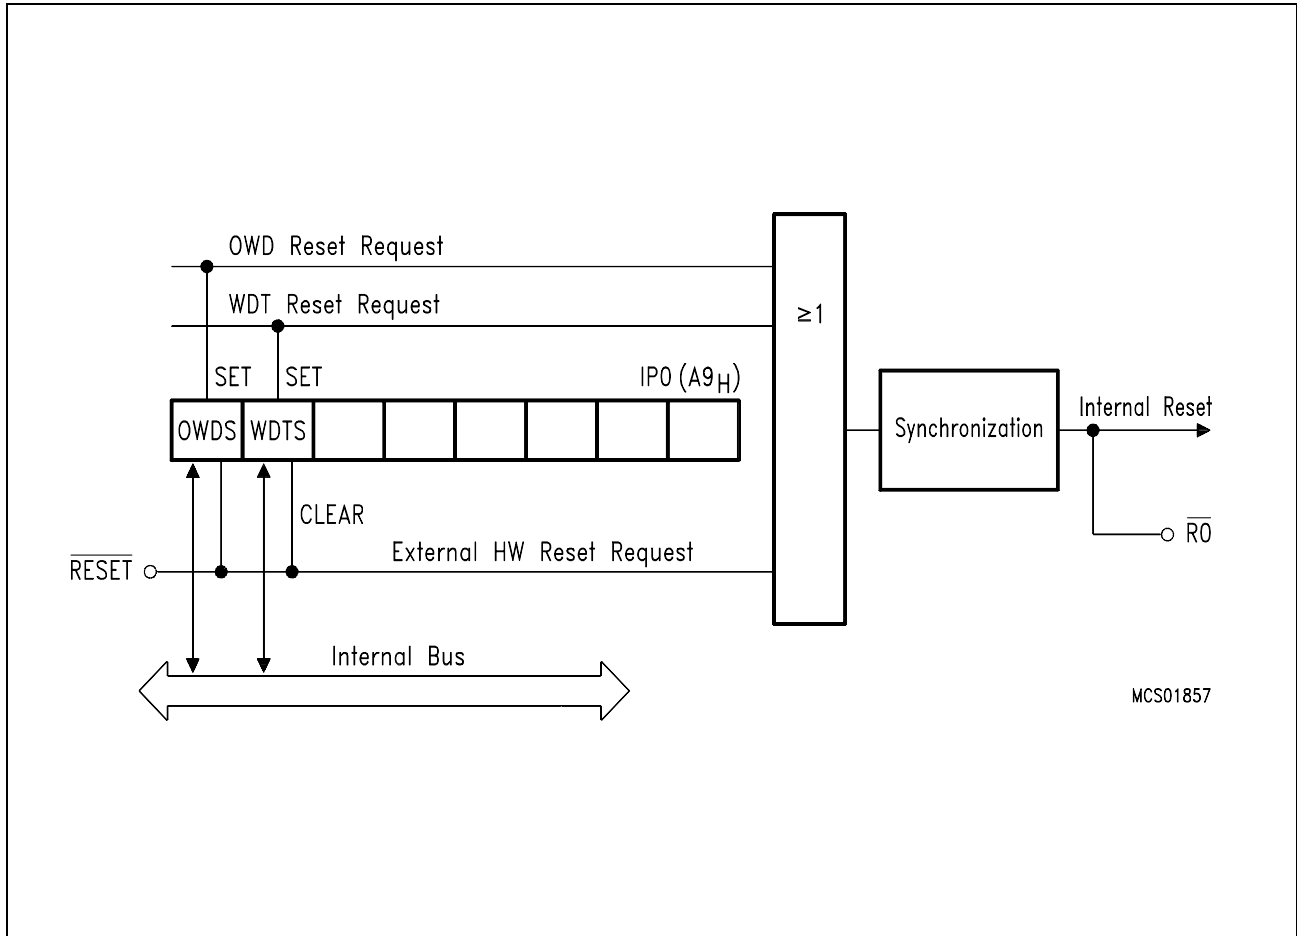 OWD Reset Request
WDT Reset Request
≥1
SET SET IP0 (A9H)
OWDS WDTS
Synchronization
Internal Reset
CLEAR
RESET
External HW Reset Request
RO
Internal Bus
MCS01857